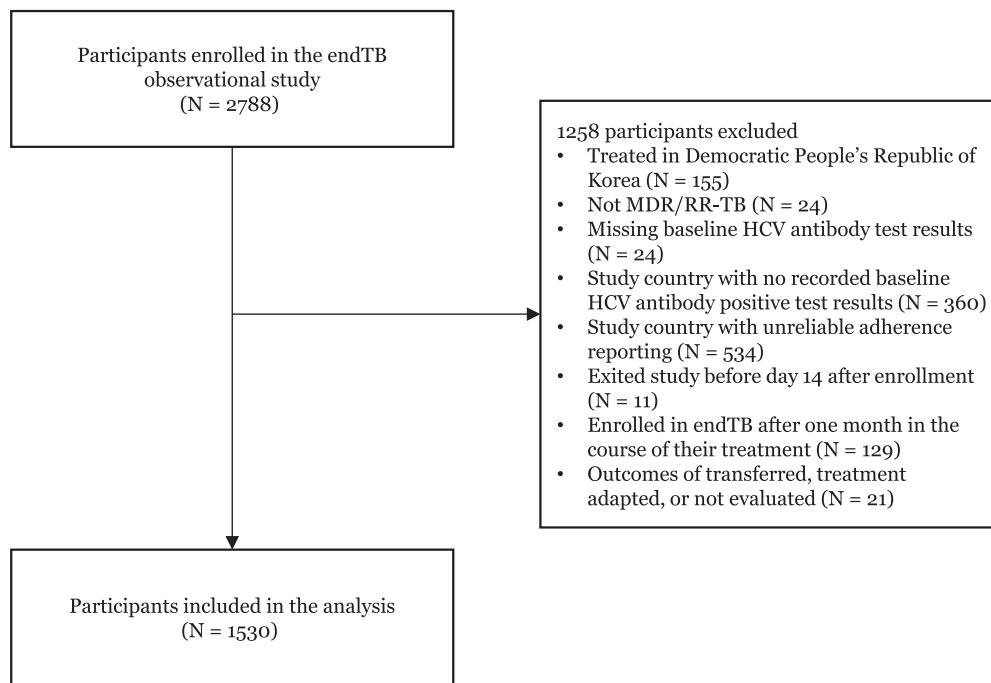 Participants enrolled in the endTB
observational study
(N = 2788)
1258 participants excluded
• Treated in Democratic People's Republic of
Korea (N = 155)
• Not MDR/RR-TB (N = 24)
• Missing baseline HCV antibody test results
(N = 24)
• Study country with no recorded baseline
HCV antibody positive test results (N = 360)
• Study country with unreliable adherence
reporting (N = 534)
• Exited study before day 14 after enrollment
(N = 11)
• Enrolled in endTB after one month in the
course of their treatment (N = 129)
• Outcomes of transferred, treatment
adapted, or not evaluated (N = 21)
Participants included in the analysis
(N = 1530)